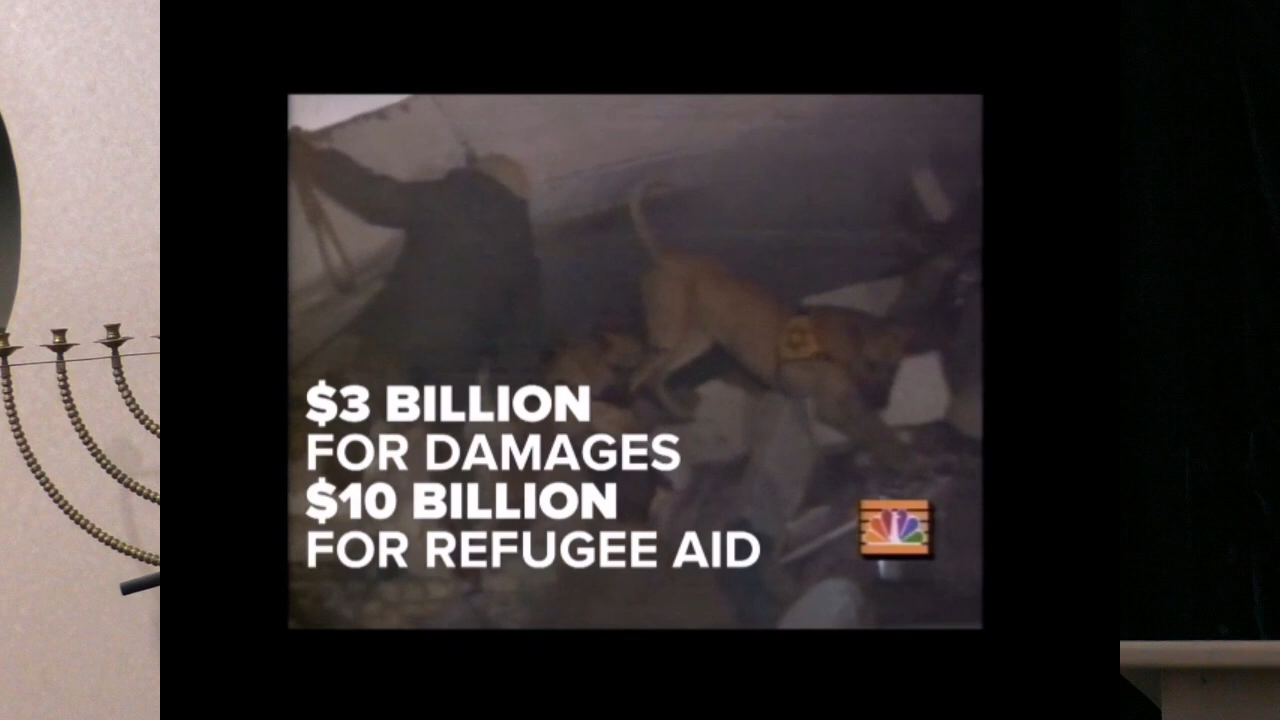 $3 BILLION
FOR DAMAGES
$10 BILLION
FOR REFUGEE AID